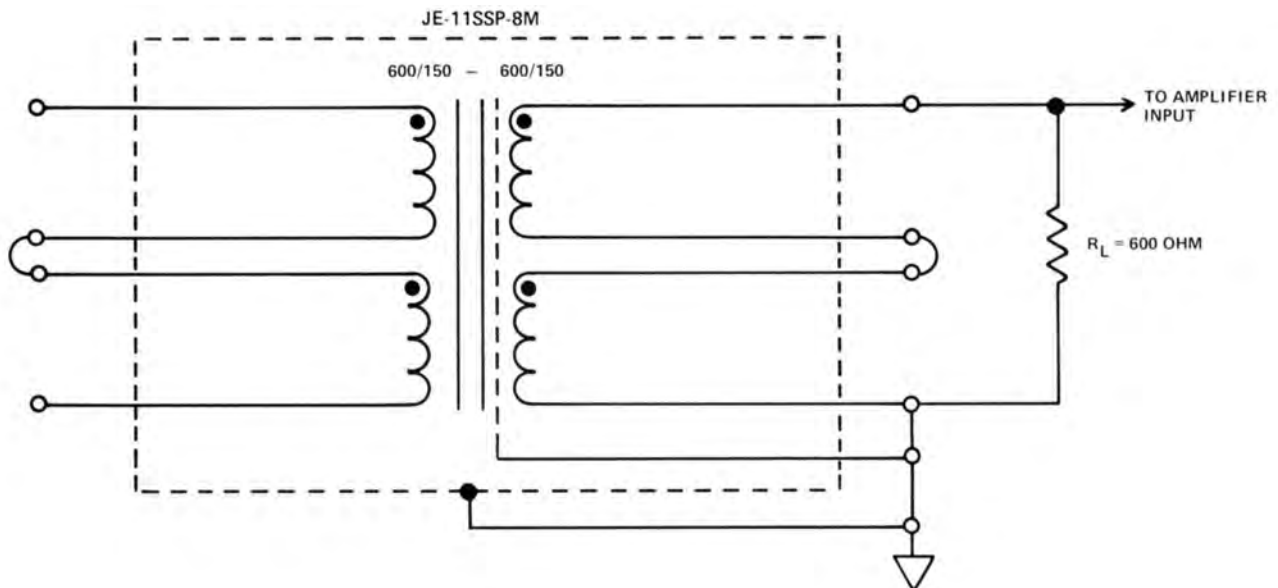 JE-11SSP-8M
600/150 – 600/150
TO AMPLIFIER
INPUT
R_L = 600 OHM